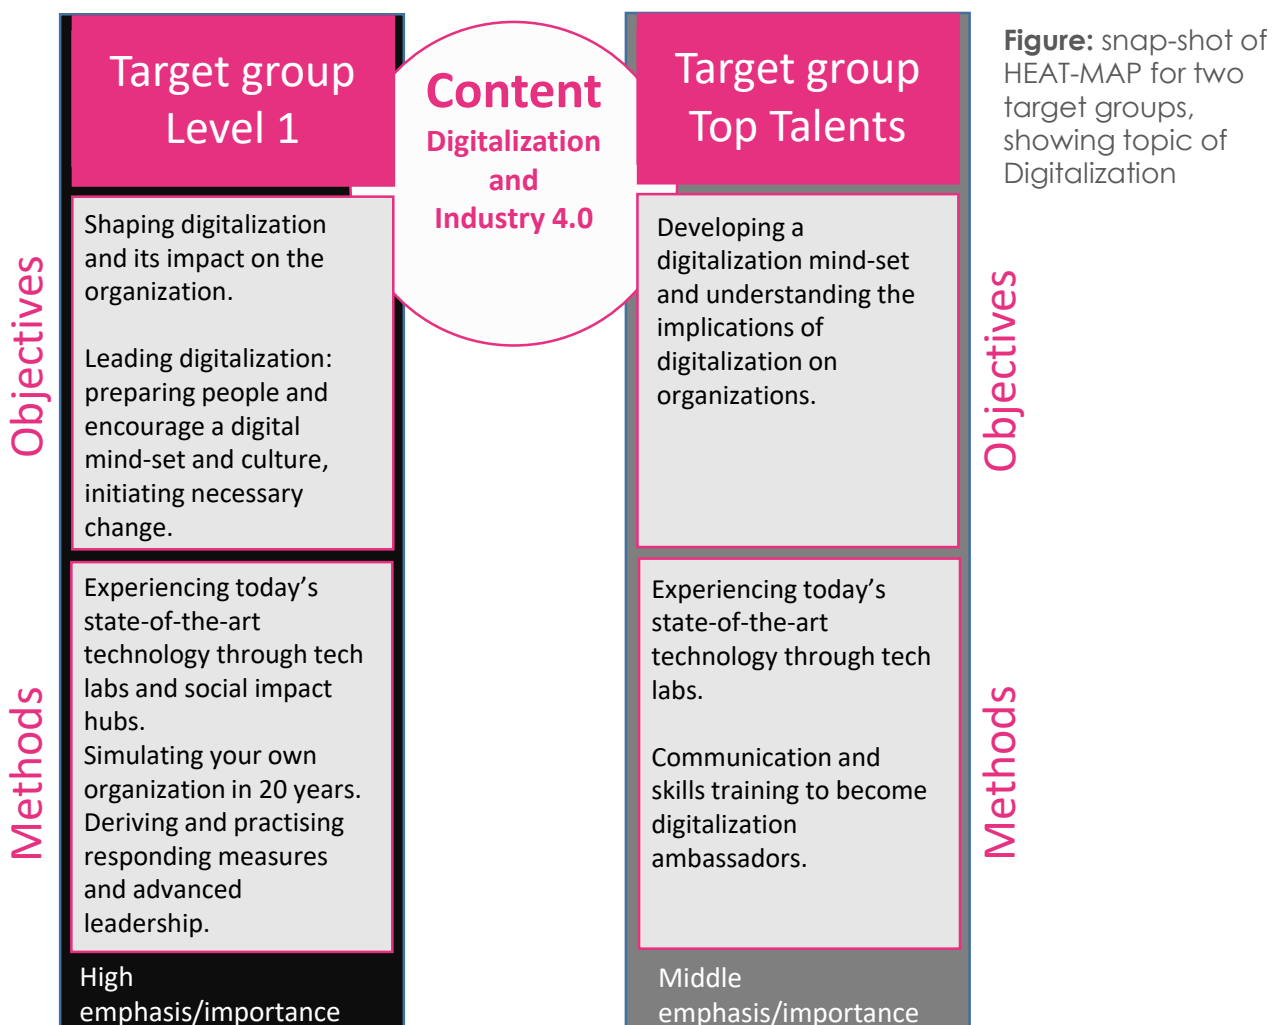 Target group
Level 1
Content
Digitalization
and
Industry 4.0
Target group
Top Talents
Figure: snap-shot of
HEAT-MAP for two
target groups,
showing topic of
Digitalization
Objectives
Shaping digitalization
and its impact on the
organization.
Leading digitalization:
preparing people and
encourage a digital
mind-set and culture,
initiating necessary
change.
Developing a
digitalization mind-set
and understanding the
implications of
digitalization on
organizations.
Objectives
Methods
Experiencing today’s
state-of-the-art
technology through tech
labs and social impact
hubs.
Simulating your own
organization in 20 years.
Deriving and practising
responding measures
and advanced
leadership.
Experiencing today’s
state-of-the-art
technology through tech
labs.
Communication and
skills training to become
digitalization
ambassadors.
Methods
High
emphasis/importance
Middle
emphasis/importance